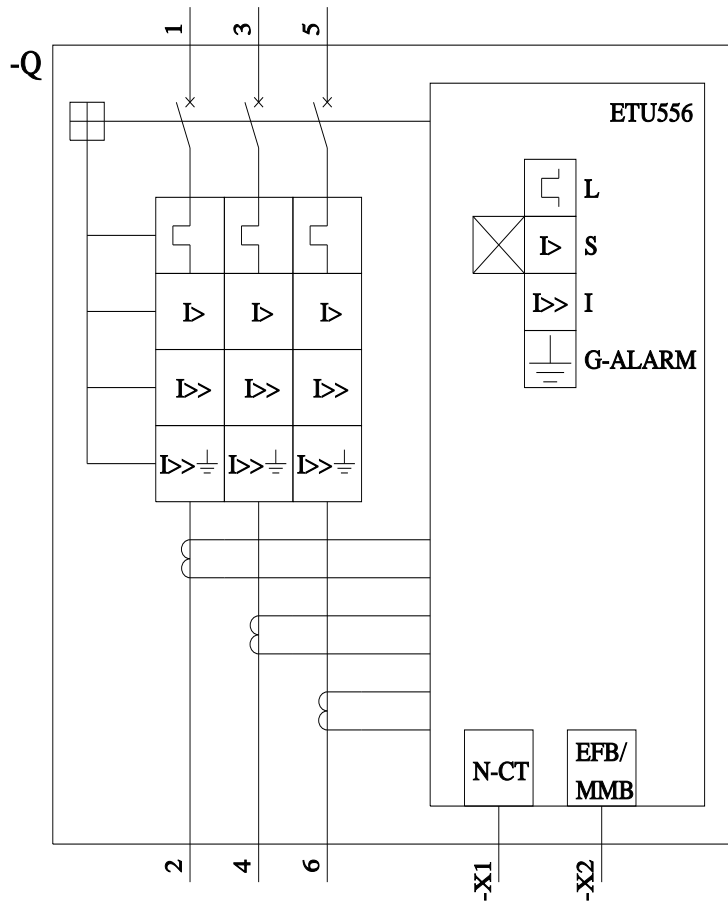 1 3 5
-Q
ETU556
L
I> S
I> I> I> I>> I
I>> I>> I>> G-ALARM
I>> I>> I>>
N-CT EFB/
MMB
2 4 6 -X1 -X2